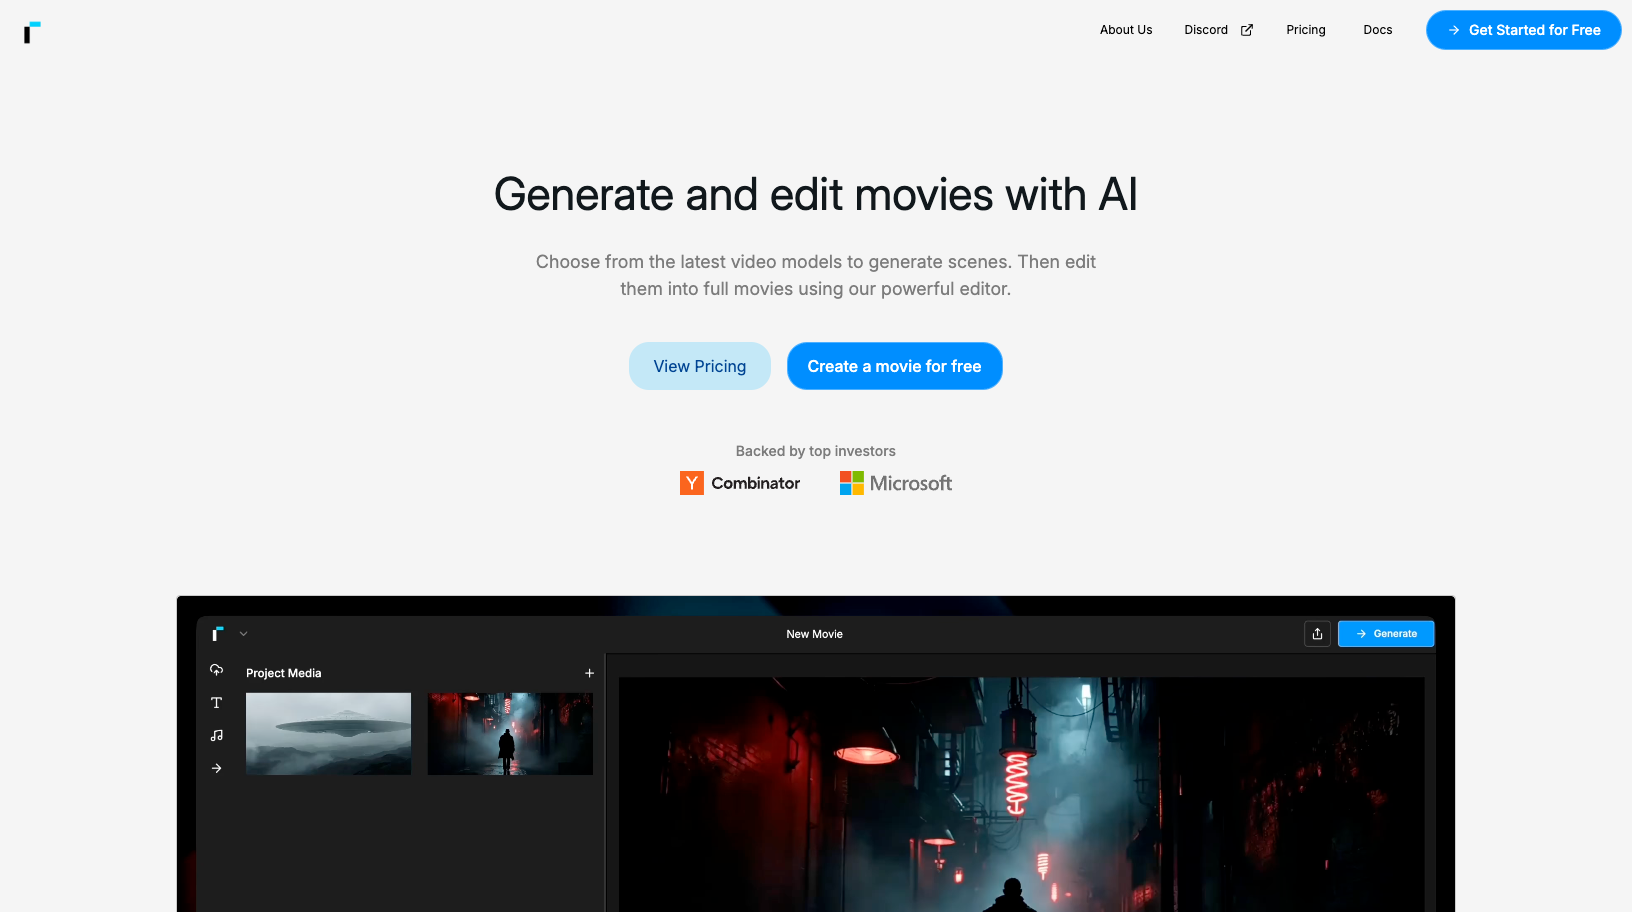 About Us
Discord
Pricing
Docs
Get Started for Free
Generate and edit movies with AI
Choose from the latest video models to generate scenes. Then edit
them into full movies using our powerful editor.
View Pricing
Create a movie for free
Backed by top investors
Y Combinator
Microsoft
New Movie
Generate
Project Media